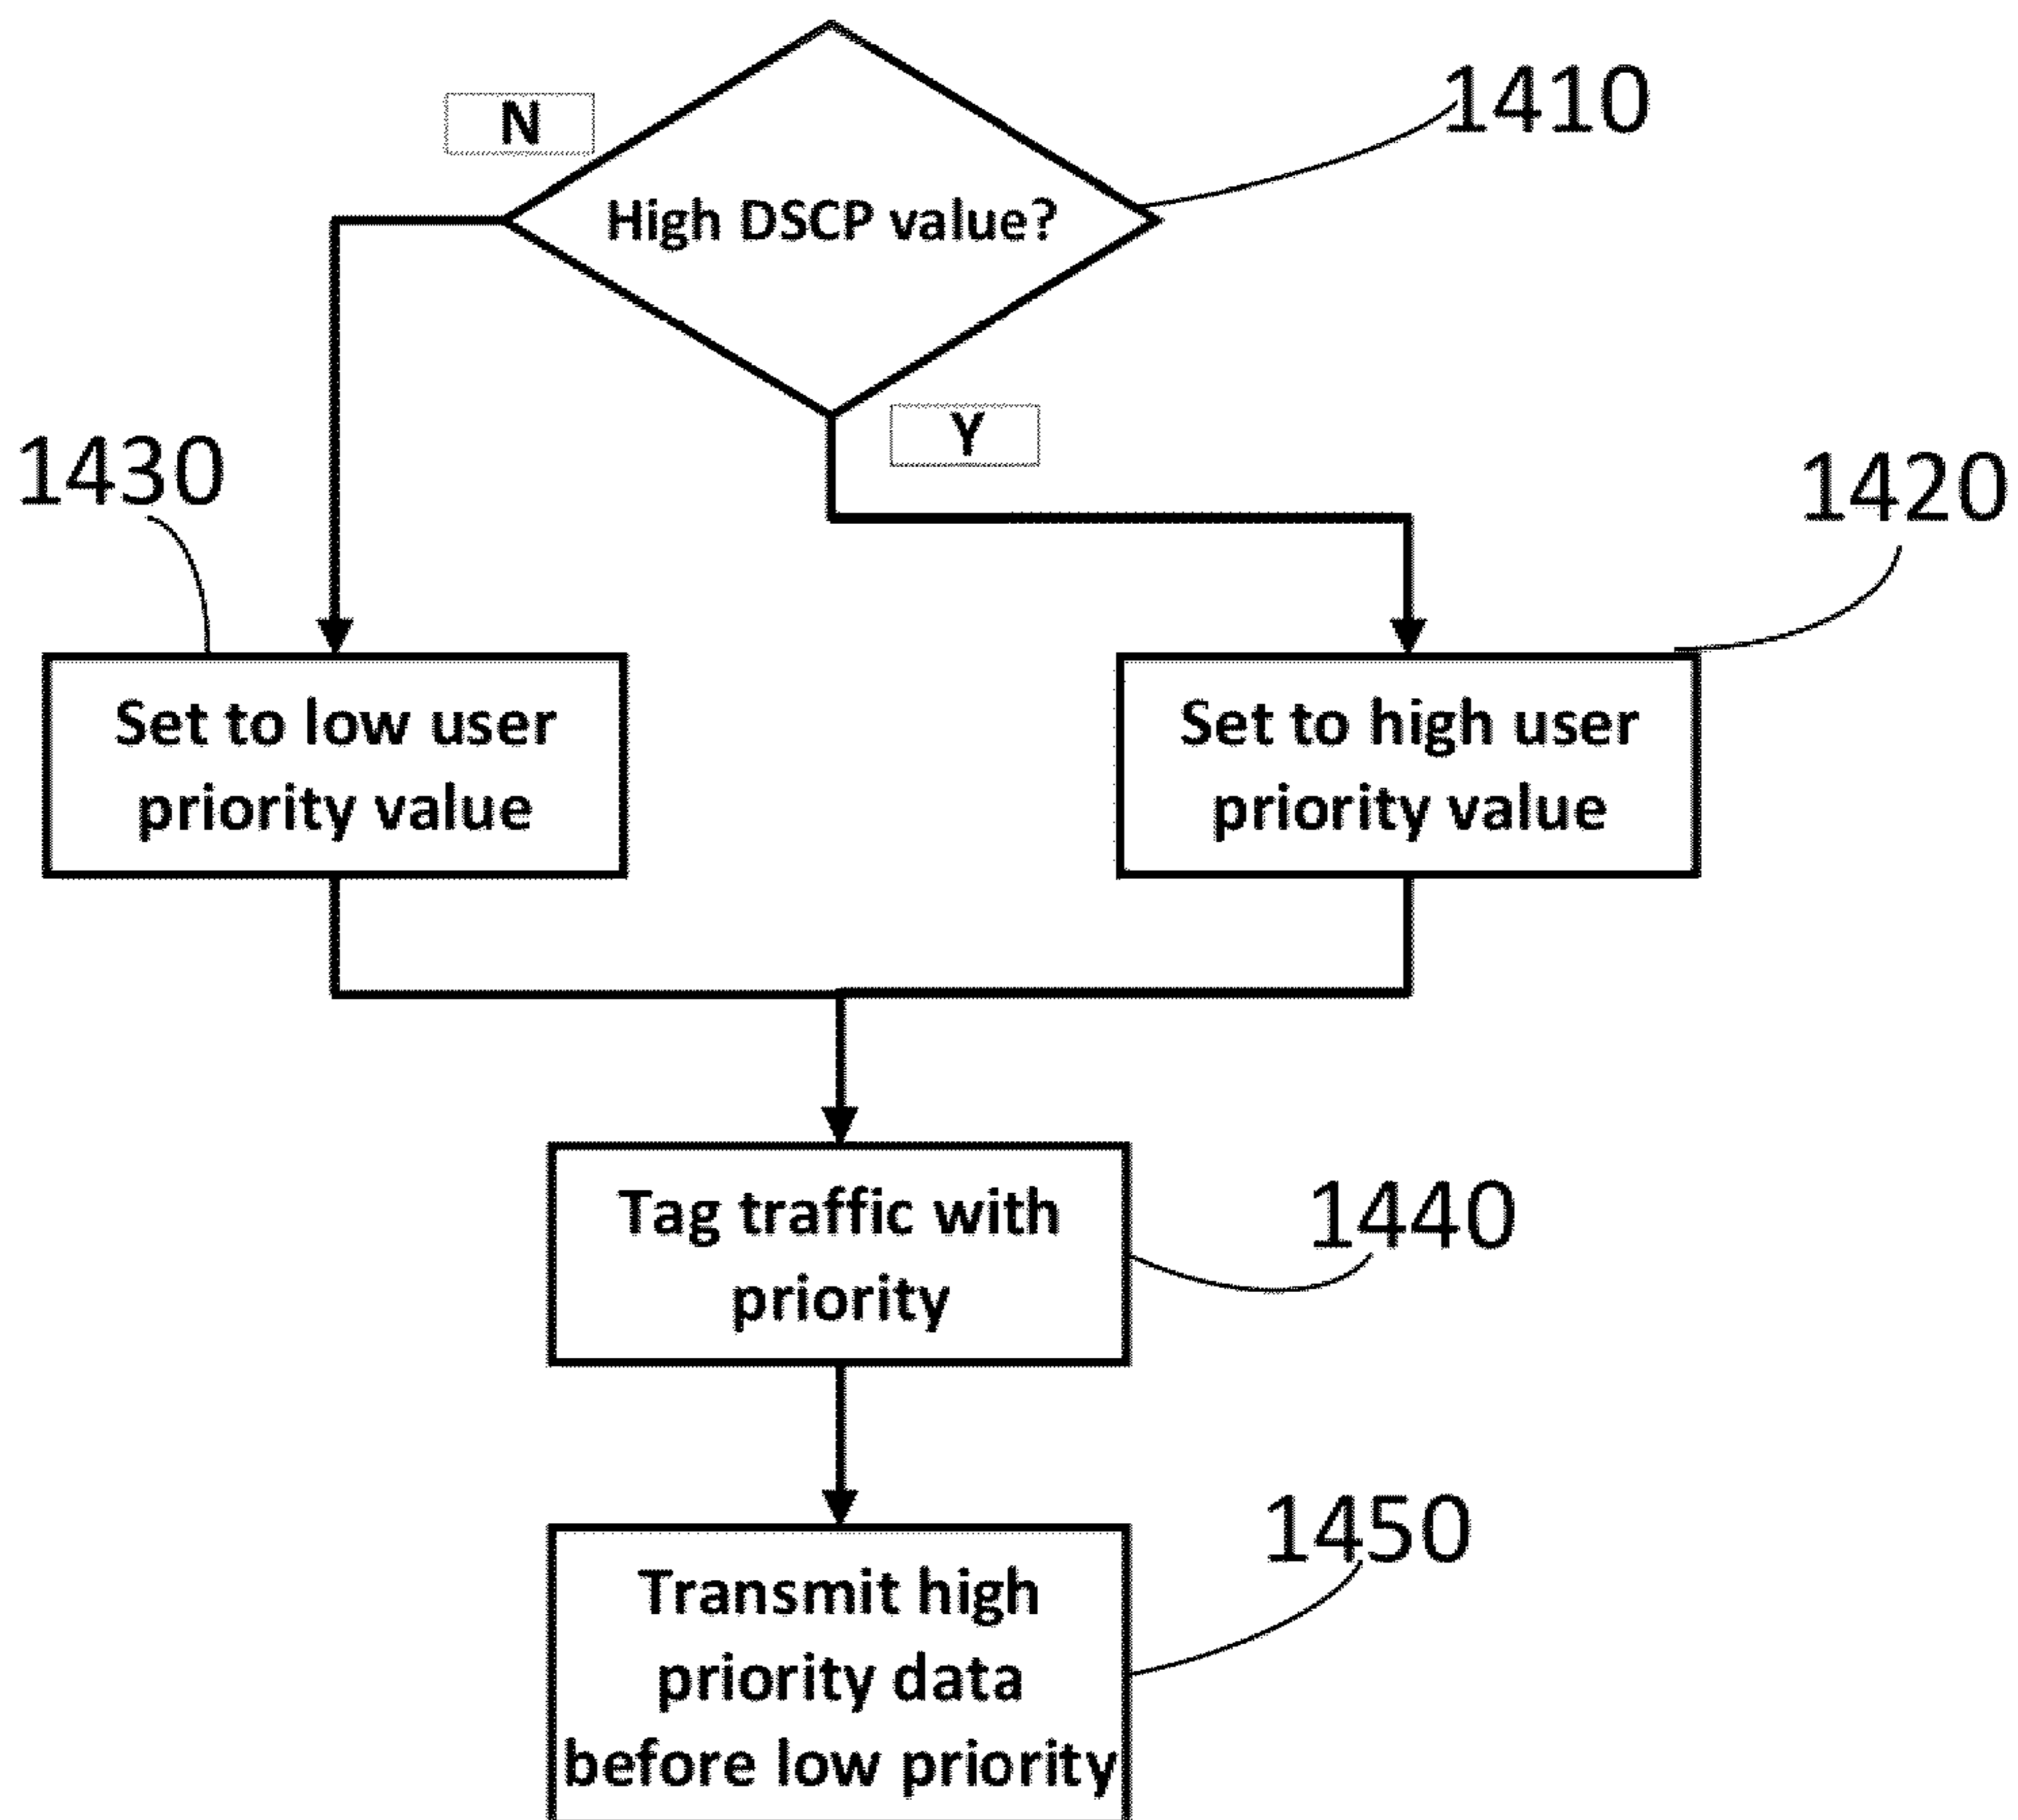 1410
N
High DSCP value?
Y
1430
1420
Set to low user
priority value
Set to high user
priority value
Tag traffic with
priority
1440
1450
Transmit high
priority data
before low priority